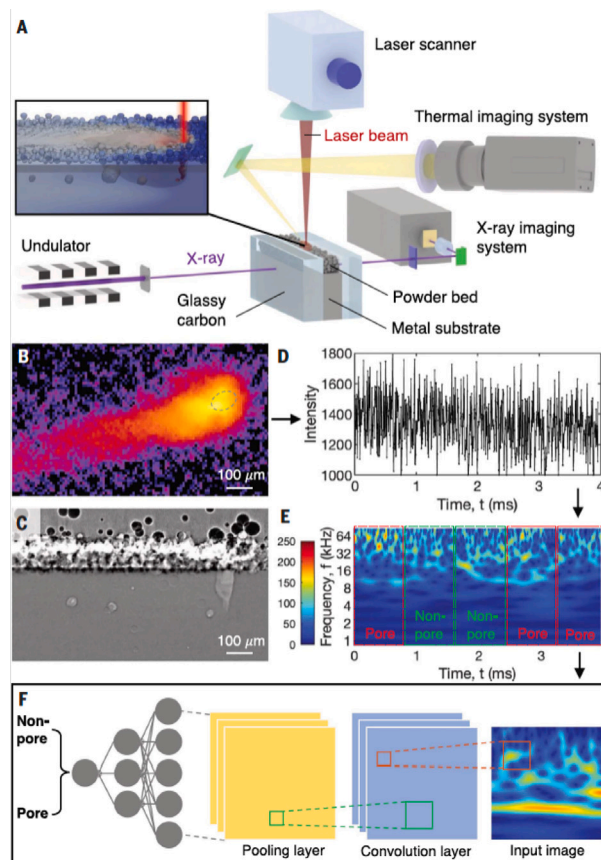 A
Laser scanner
Laser beam
Thermal imaging system
X-ray imaging
system
Undulator
X-ray
Glassy
carbon
Powder bed
Metal substrate
B
100 μm
C
100 μm
D
1800
1600
1400
1200
1000
Intensity
0 1 2 3 4
Time, t (ms)
E
250
200
150
100
50
0
Frequency, f (kHz)
64
32
16
8
4
2
1
Pore
Non-
pore
Non-
pore
Pore
Pore
0 1 2 3
Time, t (ms)
F
Non-
pore
Pore
Pooling layer
Convolution layer
Input image